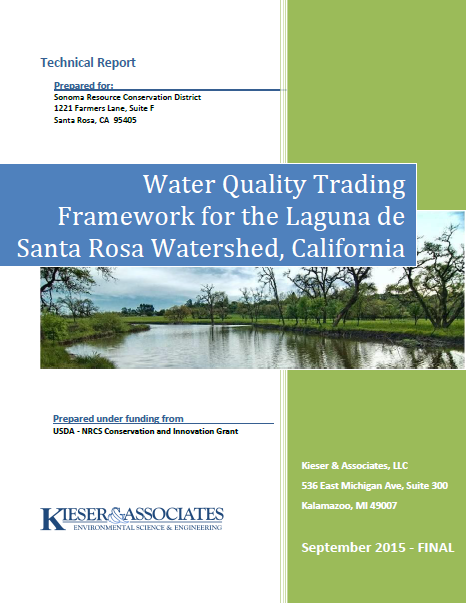 Technical Report
Prepared for:
Sonoma Resource Conservation District
1221 Farmers Lane, Suite F
Santa Rosa, CA  95405
Water Quality Trading
Framework for the Laguna de
Santa Rosa Watershed, California
Prepared under funding from
USDA - NRCS Conservation and Innovation Grant
Kieser & Associates, LLC
536 East Michigan Ave, Suite 300
Kalamazoo, MI 49007
KIESER & ASSOCIATES
ENVIRONMENTAL SCIENCE & ENGINEERING
September 2015 - FINAL